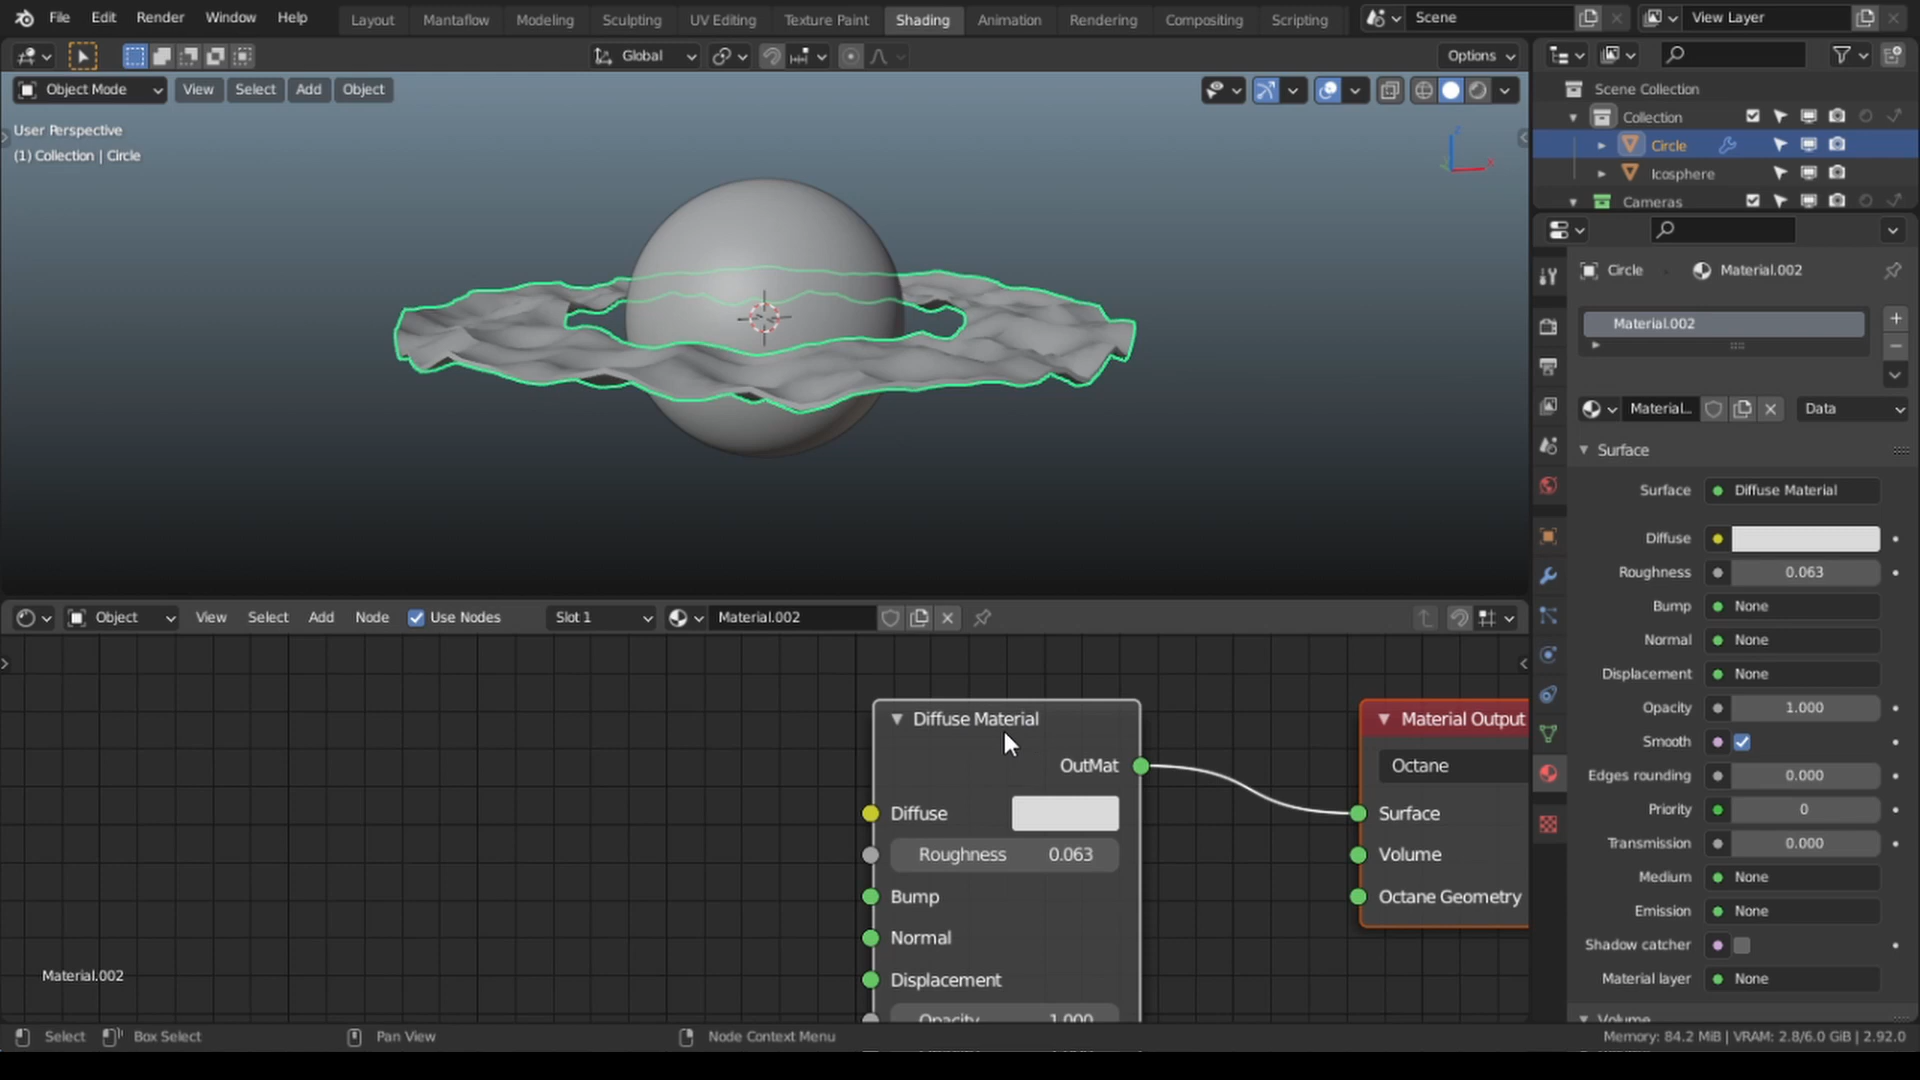 File Edit Render Window Help Layout Mantaflow Modeling Sculpting UV Editing Texture Paint Shading Animation Rendering Compositing Scripting Scene View Layer
Global Options
Object Mode View Select Add Object
User Perspective
(1) Collection | Circle
Scene Collection
Collection
Circle
Icosphere
Cameras
Circle Material.002
Material.002
Material... Data
Surface
Surface Diffuse Material
Diffuse
Roughness 0.063
Bump None
Normal None
Displacement None
Opacity 1.000
Smooth
Edges rounding 0.000
Priority 0
Transmission 0.000
Medium None
Emission None
Shadow catcher
Material layer None
Volume
Object View Select Add Node Use Nodes Slot 1 Material.002
Diffuse Material
OutMat
Diffuse
Roughness 0.063
Bump
Normal
Displacement
Opacity 1.000
Material Output
Octane
Surface
Volume
Octane Geometry
Material.002
Select Box Select Pan View Node Context Menu Memory: 84.2 MiB | VRAM: 2.8/6.0 GiB | 2.92.0